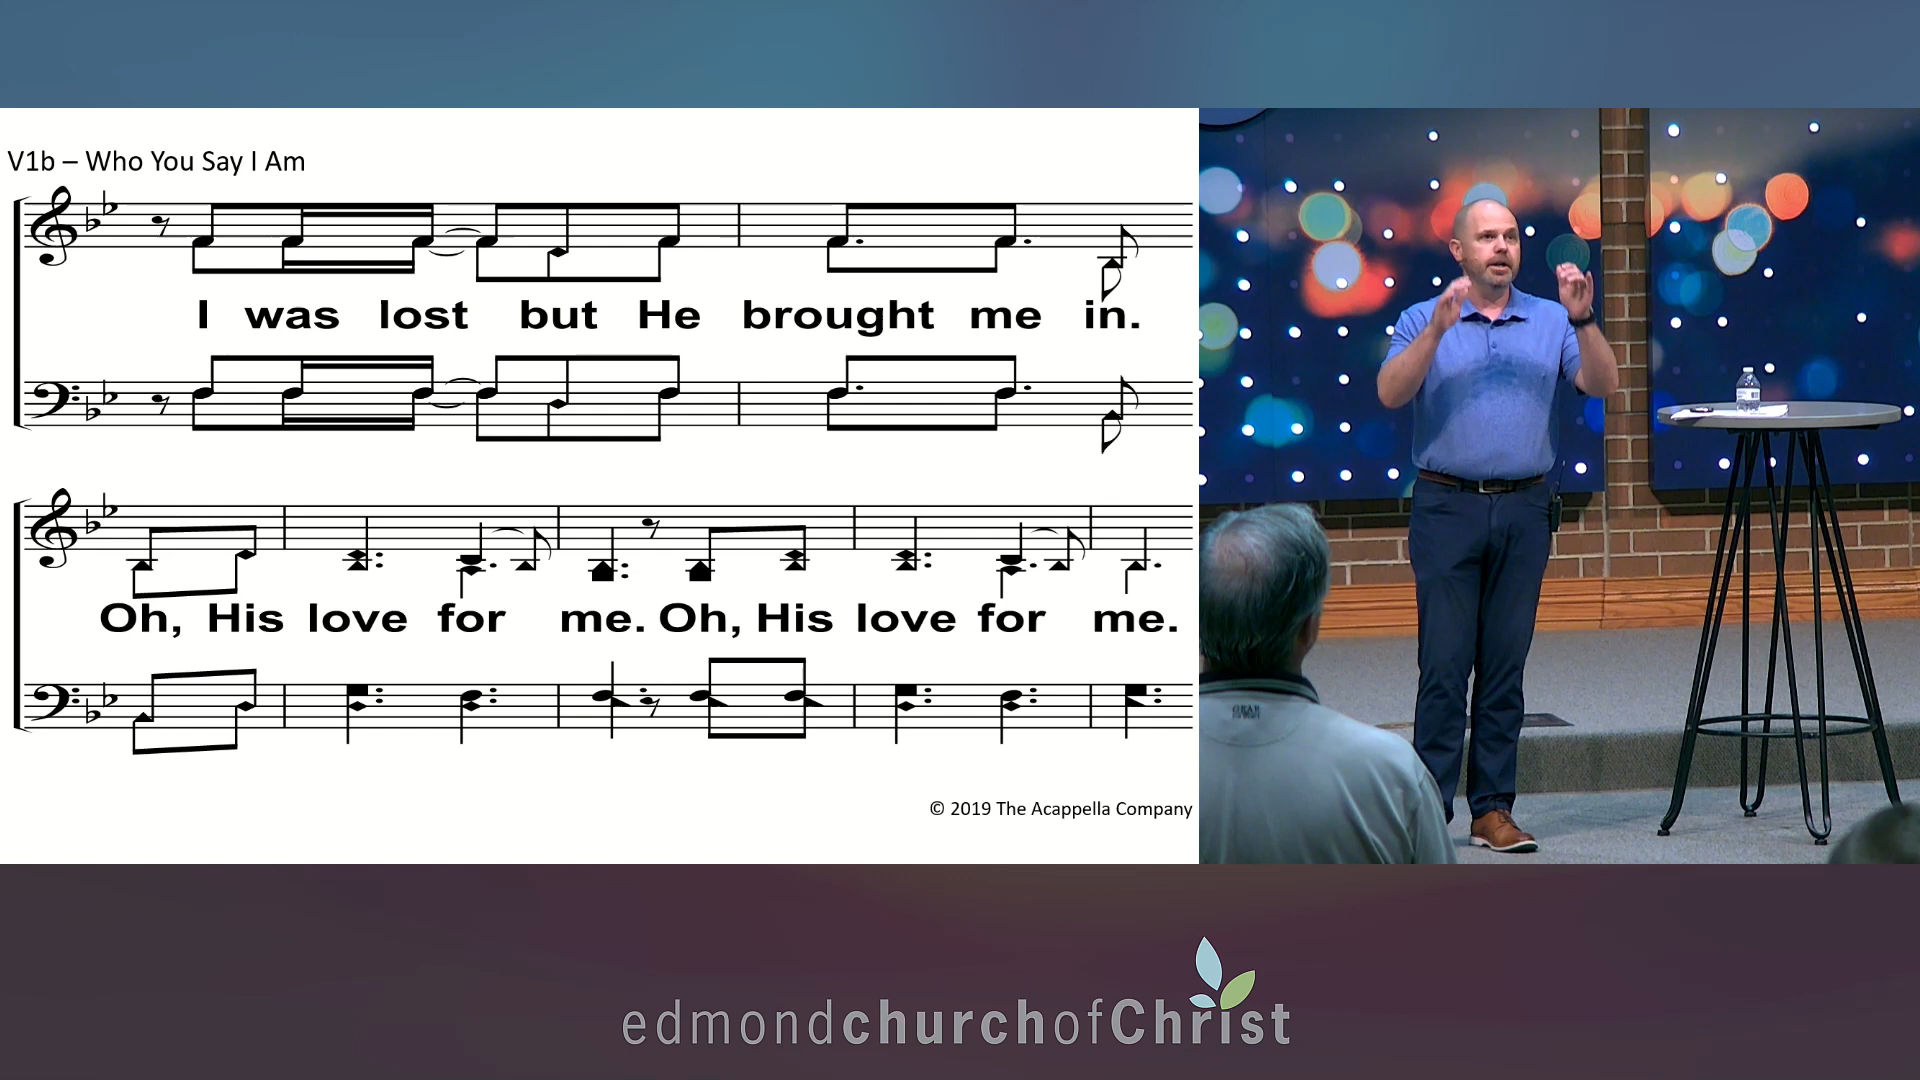 V1b – Who You Say I Am
I was lost but He brought me in.
Oh, His love for me. Oh, His love for me.
© 2019 The Acappella Company
edmondchurchofChrist